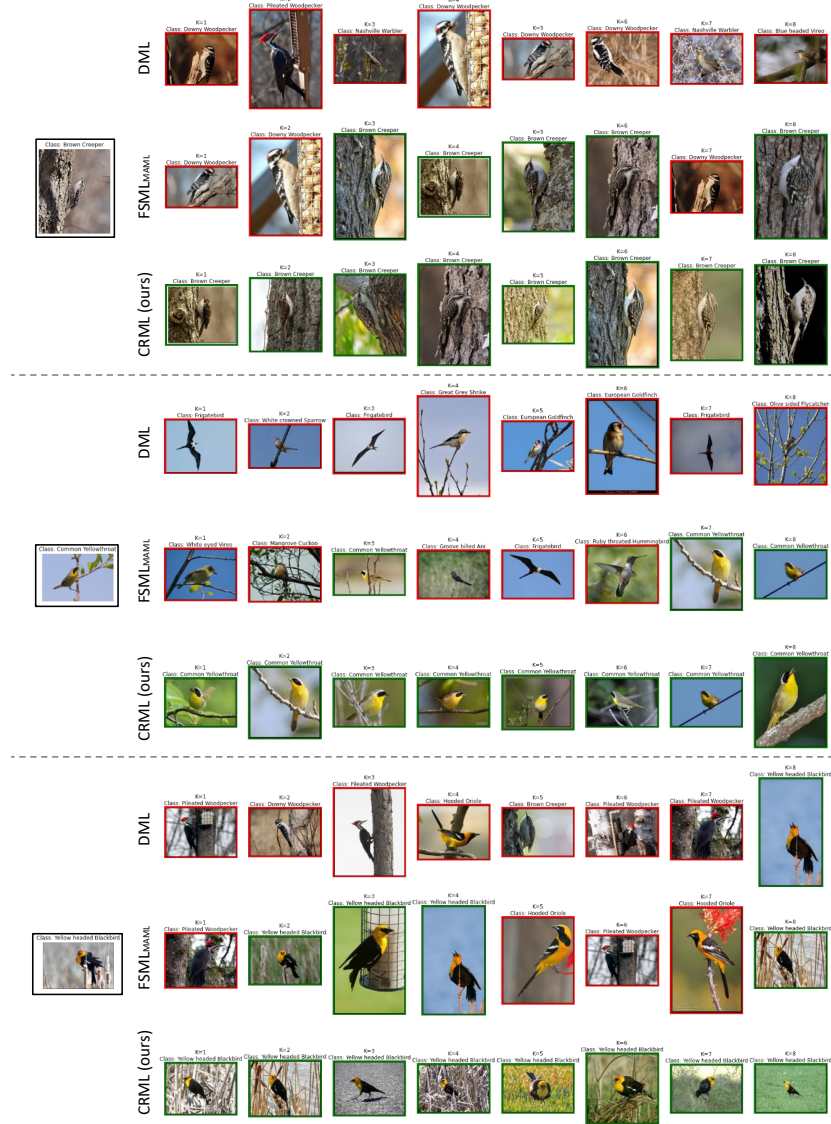 DML
K=1
Class: Downy Woodpecker
Class: Pileated Woodpecker
K=3
Class: Nashville Warbler
Class: Downy Woodpecker
K=5
Class: Downy Woodpecker
K=6
Class: Downy Woodpecker
K=7
Class: Nashville Warbler
K=8
Class: Blue headed Vireo
Class: Brown Creeper
FSMLMAML
K=1
Class: Downy Woodpecker
K=2
Class: Downy Woodpecker
K=3
Class: Brown Creeper
K=4
Class: Brown Creeper
K=5
Class: Brown Creeper
K=6
Class: Brown Creeper
K=7
Class: Downy Woodpecker
K=8
Class: Brown Creeper
CRML (ours)
K=1
Class: Brown Creeper
K=2
Class: Brown Creeper
K=3
Class: Brown Creeper
K=4
Class: Brown Creeper
K=5
Class: Brown Creeper
K=6
Class: Brown Creeper
K=7
Class: Brown Creeper
K=8
Class: Brown Creeper
DML
K=1
Class: Frigatebird
K=2
Class: White crowned Sparrow
K=3
Class: Frigatebird
K=4
Class: Great Grey Shrike
K=5
Class: European Goldfinch
K=6
Class: European Goldfinch
K=7
Class: Frigatebird
K=8
Class: Olive sided Flycatcher
Class: Common Yellowthroat
FSMLMAML
K=1
Class: White eyed Vireo
K=2
Class: Mangrove Cuckoo
K=3
Class: Common Yellowthroat
K=4
Class: Groove billed Ani
K=5
Class: Frigatebird
K=6
Class: Ruby throated Hummingbird
K=7
Class: Common Yellowthroat
K=8
Class: Common Yellowthroat
CRML (ours)
K=1
Class: Common Yellowthroat
K=2
Class: Common Yellowthroat
K=3
Class: Common Yellowthroat
K=4
Class: Common Yellowthroat
K=5
Class: Common Yellowthroat
K=6
Class: Common Yellowthroat
K=7
Class: Common Yellowthroat
K=8
Class: Common Yellowthroat
DML
K=1
Class: Pileated Woodpecker
K=2
Class: Downy Woodpecker
K=3
Class: Pileated Woodpecker
K=4
Class: Hooded Oriole
K=5
Class: Brown Creeper
K=6
Class: Pileated Woodpecker
K=7
Class: Pileated Woodpecker
K=8
Class: Yellow headed Blackbird
Class: Yellow headed Blackbird
FSMLMAML
K=1
Class: Pileated Woodpecker
K=2
Class: Yellow headed Blackbird
K=3
Class: Yellow headed Blackbird
K=4
Class: Yellow headed Blackbird
K=5
Class: Hooded Oriole
K=6
Class: Pileated Woodpecker
K=7
Class: Hooded Oriole
K=8
Class: Yellow headed Blackbird
CRML (ours)
K=1
Class: Yellow headed Blackbird
K=2
Class: Yellow headed Blackbird
K=3
Class: Yellow headed Blackbird
K=4
Class: Yellow headed Blackbird
K=5
Class: Yellow headed Blackbird
K=6
Class: Yellow headed Blackbird
K=7
Class: Yellow headed Blackbird
K=8
Class: Yellow headed Blackbird